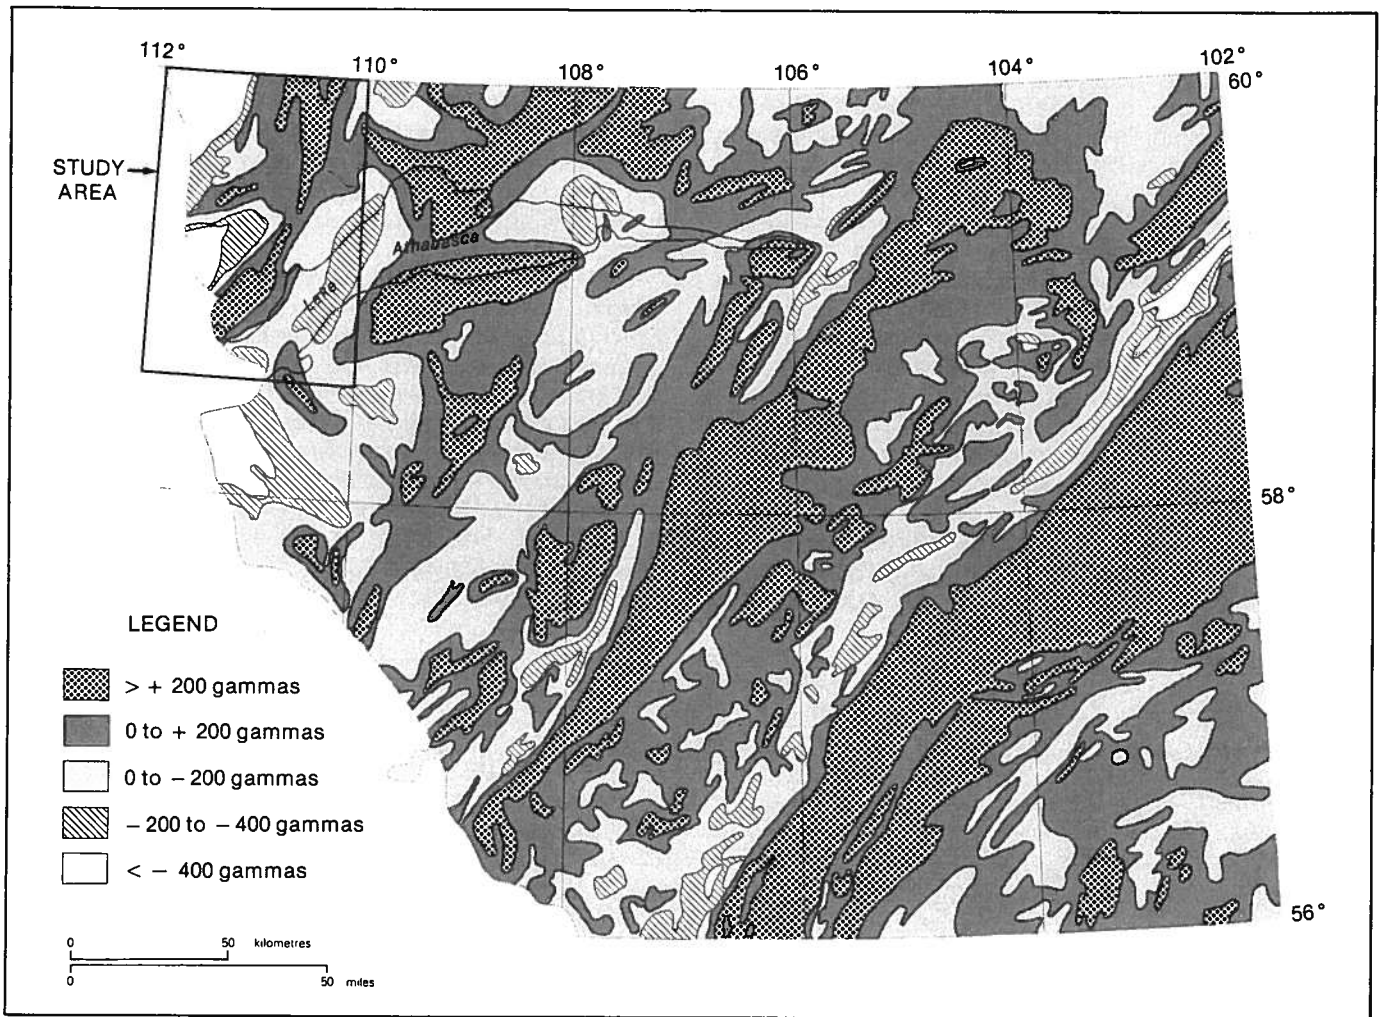 112°
110°
108°
106°
104°
102°
60°
STUDY
AREA
Athabasca
Lake
58°
LEGEND
> + 200 gammas
0 to + 200 gammas
0 to – 200 gammas
– 200 to – 400 gammas
< – 400 gammas
56°
0 50 kilometres
0 50 miles